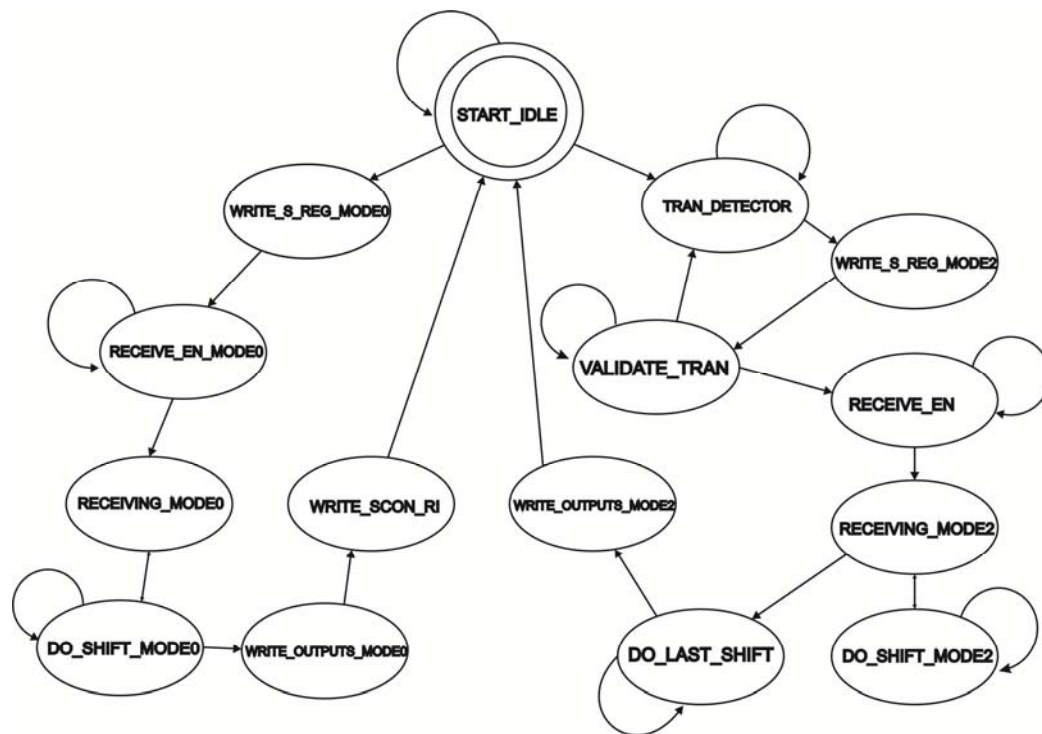 START_IDLE
WRITE_S_REG_MODE0
TRAN_DETECTOR
WRITE_S_REG_MODE2
RECEIVE_EN_MODE0
VALIDATE_TRAN
RECEIVE_EN
RECEIVING_MODE0
WRITE_SCON_RI
WRITE_OUTPUTS_MODE2
RECEIVING_MODE2
DO_SHIFT_MODE0
WRITE_OUTPUTS_MODE0
DO_LAST_SHIFT
DO_SHIFT_MODE2